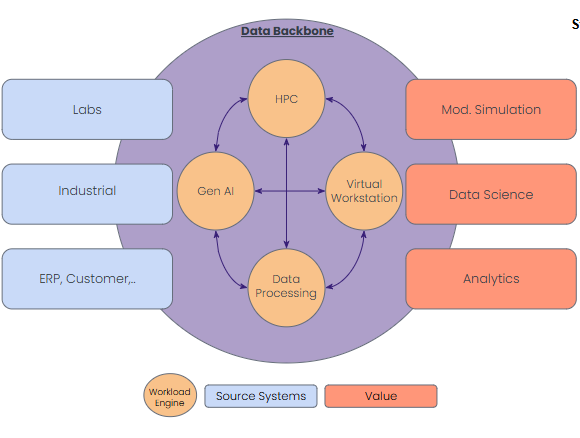 Data Backbone
s
HPC
Labs
Mod. Simulation
Gen AI
Industrial
Virtual
Workstation
Data Science
ERP, Customer,..
Data
Processing
Analytics
Workload
Engine
Source Systems
Value